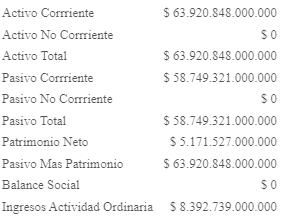 Activo Corrriente $ 63.920.848.000.000
Activo No Corrriente $ 0
Activo Total $ 63.920.848.000.000
Pasivo Corrriente $ 58.749.321.000.000
Pasivo No Corrriente $ 0
Pasivo Total $ 58.749.321.000.000
Patrimonio Neto $ 5.171.527.000.000
Pasivo Mas Patrimonio $ 63.920.848.000.000
Balance Social $ 0
Ingresos Actividad Ordinaria $ 8.392.739.000.000